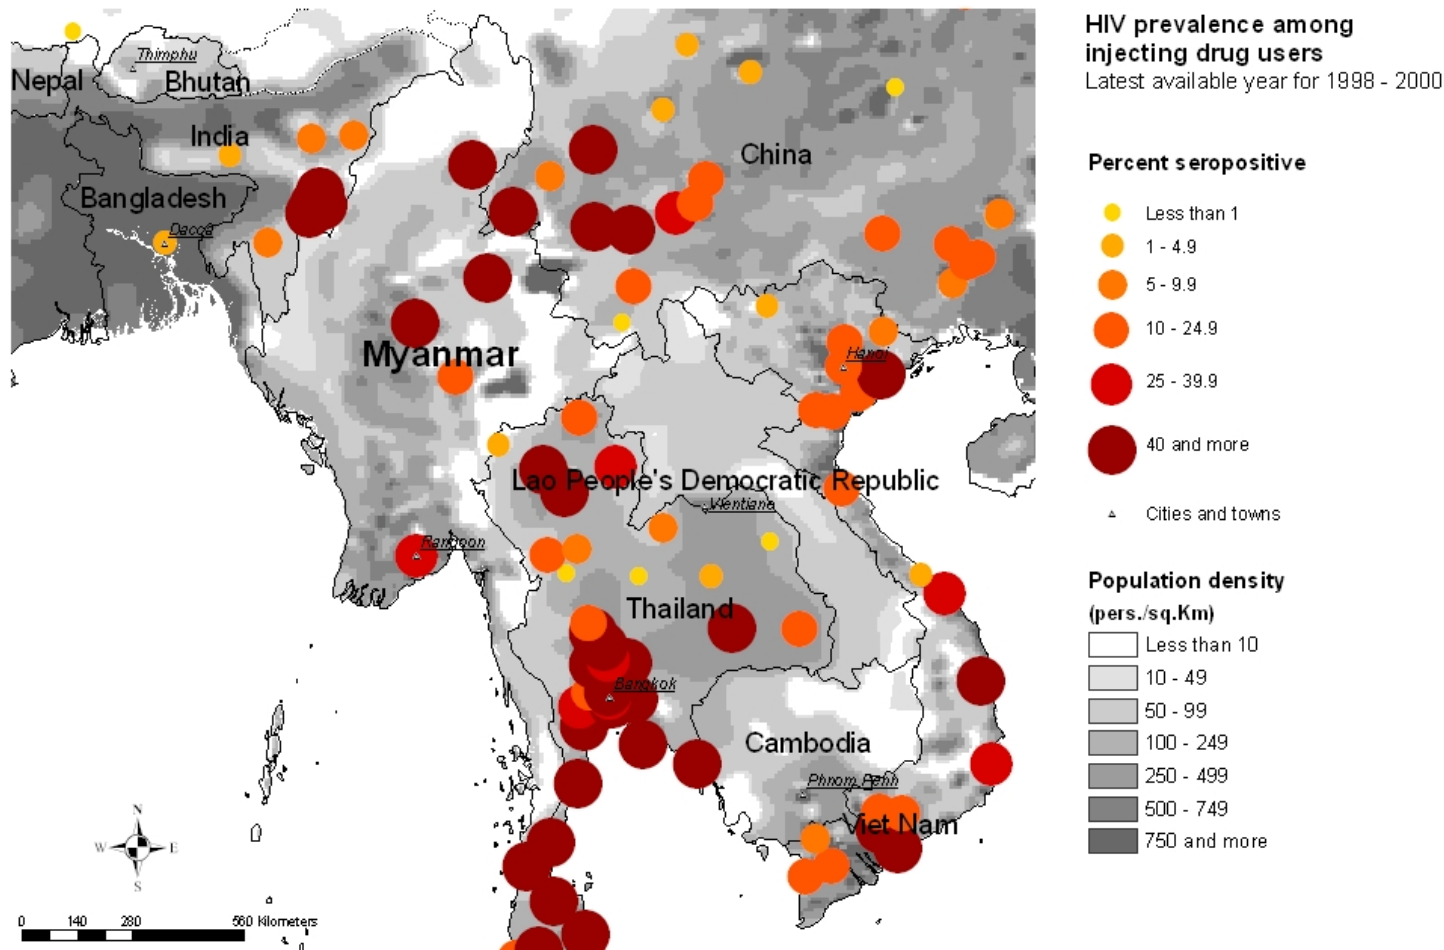 HIV prevalence among
injecting drug users
Latest available year for 1998 - 2000
Percent seropositive
Less than 1
1 - 4.9
5 - 9.9
10 - 24.9
25 - 39.9
40 and more
Cities and towns
Population density
(pers./sq.Km)
Less than 10
10 - 49
50 - 99
100 - 249
250 - 499
500 - 749
750 and more
Thimphu
Nepal
Bhutan
India
China
Bangladesh
Dacca
Myanmar
Hanoi
Lao People's Democratic Republic
Vientiane
Rangoon
Thailand
Bangkok
Cambodia
Phnom Penh
Viet Nam
N
W
E
S
0 140 280 560 Kilometers